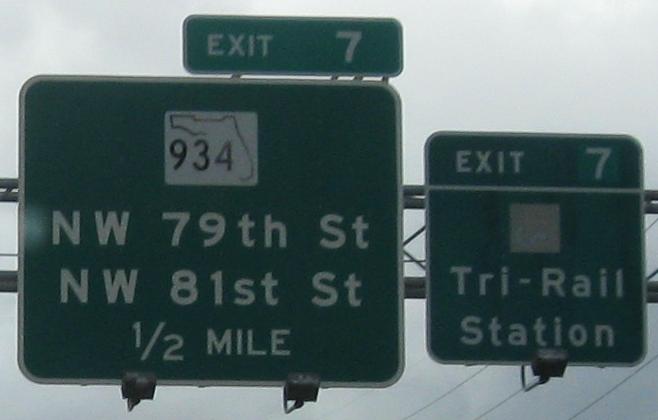 EXIT 7
934
NW 79th St
NW 81st St
1/2 MILE
EXIT 7
Tri-Rail
Station